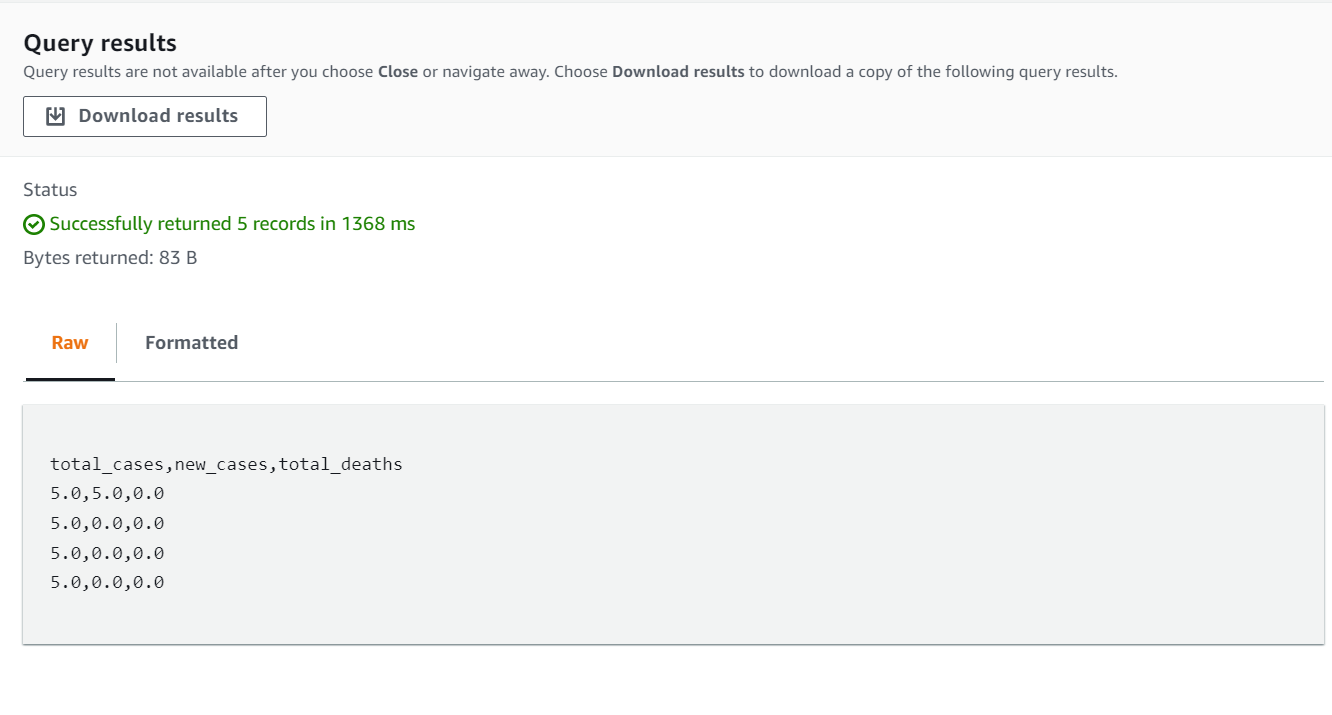 Query results
Query results are not available after you choose Close or navigate away. Choose Download results to download a copy of the following query results.
Download results
Status
Successfully returned 5 records in 1368 ms
Bytes returned: 83 B
Raw
Formatted
total_cases,new_cases,total_deaths
5.0,5.0,0.0
5.0,0.0,0.0
5.0,0.0,0.0
5.0,0.0,0.0